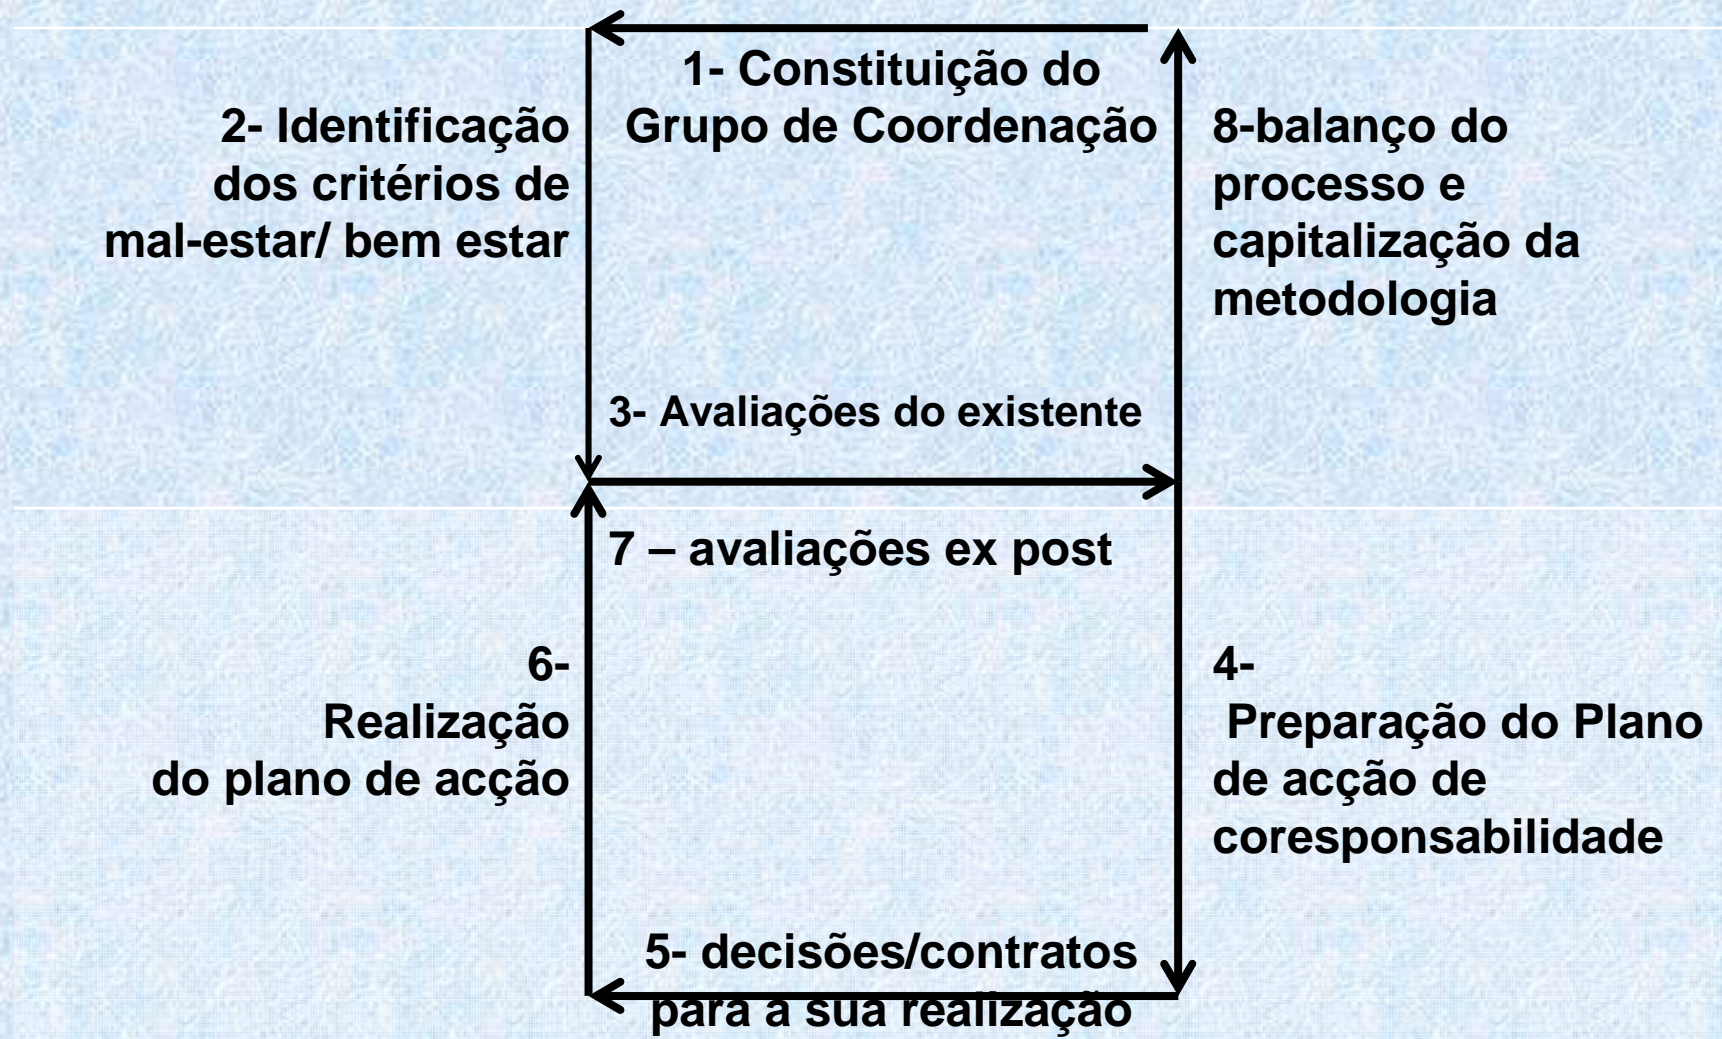 1- Constituição do
Grupo de Coordenação
2- Identificação
dos critérios de
mal-estar/ bem estar
8-balanço do
processo e
capitalização da
metodologia
3- Avaliações do existente
7 – avaliações ex post
6-
Realização
do plano de acção
4-
Preparação do Plano
de acção de
coresponsabilidade
5- decisões/contratos
para a sua realização